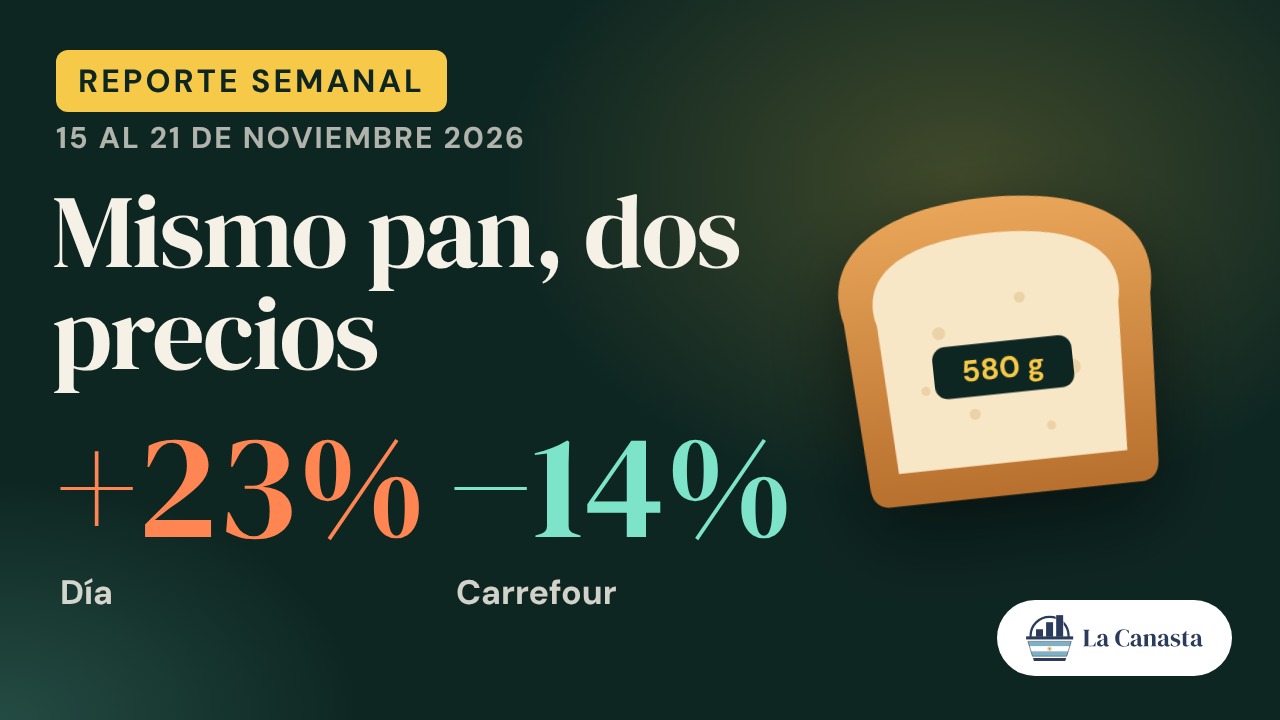 REPORTE SEMANAL
15 AL 21 DE NOVIEMBRE 2026
Mismo pan, dos
precios
580 g
+23% −14%
Día Carrefour
La Canasta